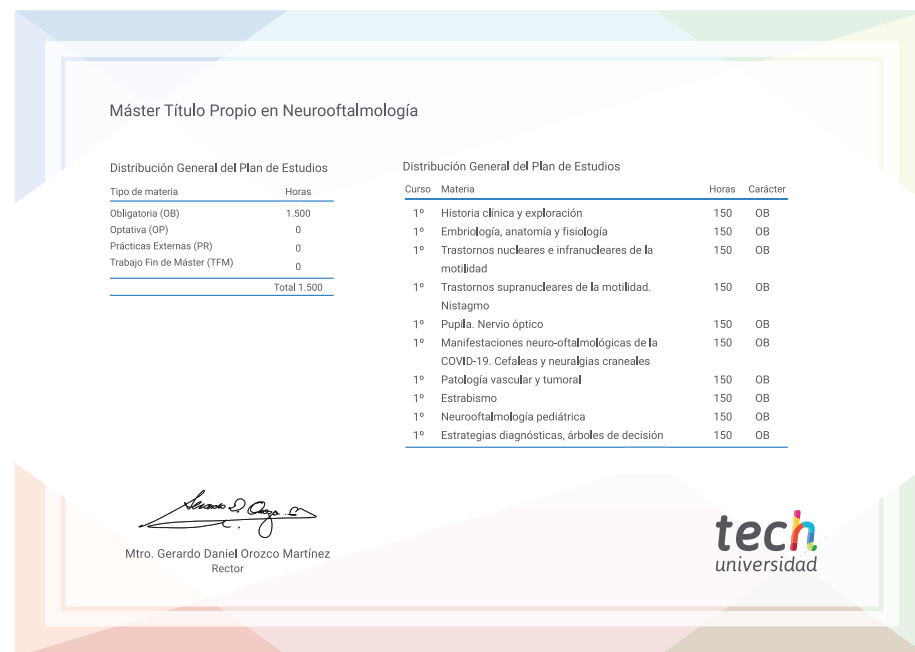 Máster Título Propio en Neurooftalmología
Distribución General del Plan de Estudios
Tipo de materia Horas
Obligatoria (OB) 1.500
Optativa (OP) 0
Prácticas Externas (PR) 0
Trabajo Fin de Máster (TFM) 0
Total 1.500
Distribución General del Plan de Estudios
Curso Materia Horas Carácter
1º Historia clínica y exploración 150 OB
1º Embriología, anatomía y fisiología 150 OB
1º Trastornos nucleares e infranucleares de la 150 OB
motilidad
1º Trastornos supranucleares de la motilidad. 150 OB
Nistagmo
1º Pupila. Nervio óptico 150 OB
1º Manifestaciones neuro-oftalmológicas de la 150 OB
COVID-19. Cefaleas y neuralgias craneales
1º Patología vascular y tumoral 150 OB
1º Estrabismo 150 OB
1º Neurooftalmología pediátrica 150 OB
1º Estrategias diagnósticas, árboles de decisión 150 OB
Mtro. Gerardo Daniel Orozco Martínez
Rector
tech
universidad